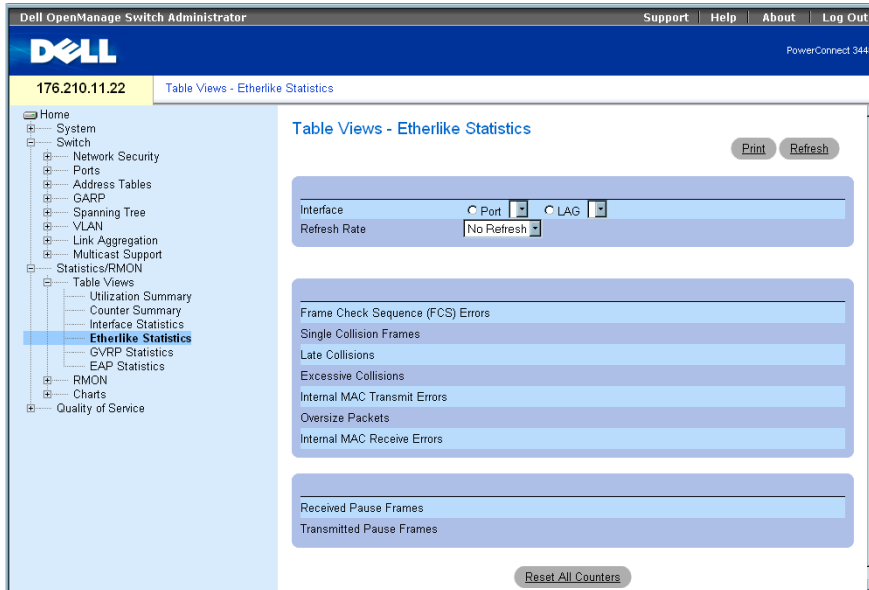 Dell OpenManage Switch Administrator Support Help About Log Out
DELL
PowerConnect 344
176.210.11.22 Table Views - Etherlike Statistics
Home
System
Switch
Network Security
Ports
Address Tables
GARP
Spanning Tree
VLAN
Link Aggregation
Multicast Support
Statistics/RMON
Table Views
Utilization Summary
Counter Summary
Interface Statistics
Etherlike Statistics
GVRP Statistics
EAP Statistics
RMON
Charts
Quality of Service
Table Views - Etherlike Statistics
Print Refresh
Interface Port LAG
Refresh Rate No Refresh
Frame Check Sequence (FCS) Errors
Single Collision Frames
Late Collisions
Excessive Collisions
Internal MAC Transmit Errors
Oversize Packets
Internal MAC Receive Errors
Received Pause Frames
Transmitted Pause Frames
Reset All Counters